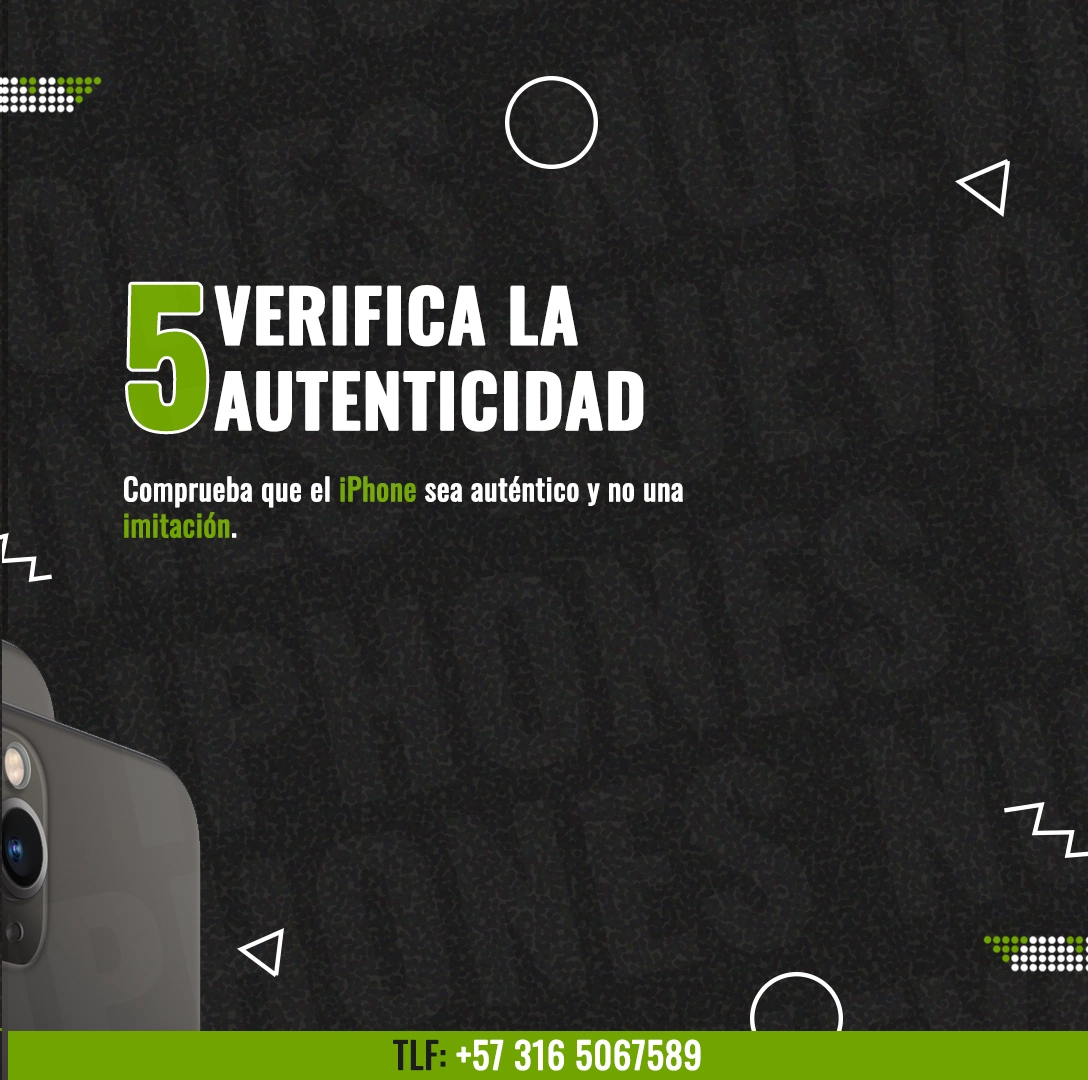 5 VERIFICA LA
AUTENTICIDAD
Comprueba que el iPhone sea auténtico y no una
imitación.
TLF: +57 316 5067589